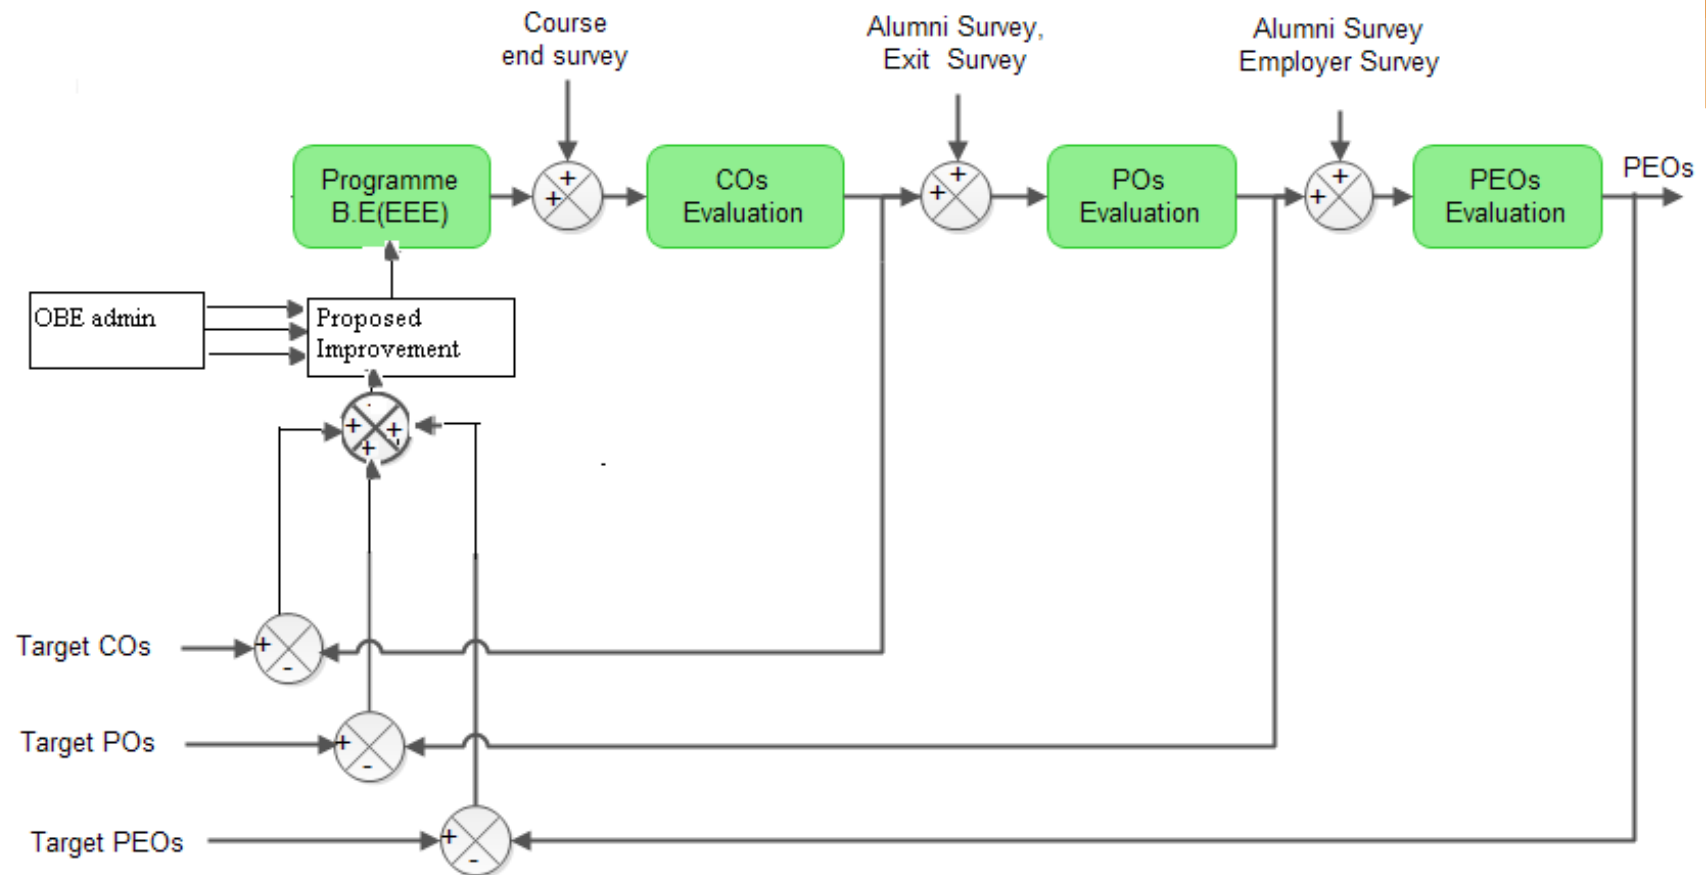 Course
end survey
Alumni Survey,
Exit Survey
Alumni Survey
Employer Survey
Programme
B.E(EEE)
+
+
COs
Evaluation
+
+
POs
Evaluation
+
+
PEOs
Evaluation
PEOs
OBE admin
Proposed
Improvement
+
+
+
Target COs
+
-
Target POs
+
-
Target PEOs
+
-